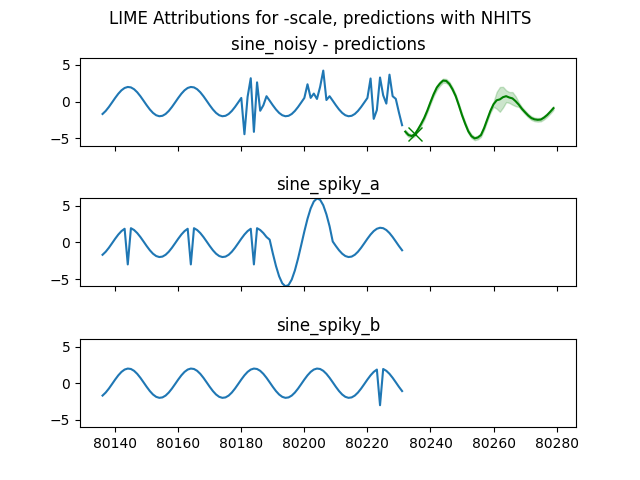 LIME Attributions for -scale, predictions with NHITS
sine_noisy - predictions
5
0
−5
sine_spiky_a
5
0
−5
sine_spiky_b
5
0
−5
80140 80160 80180 80200 80220 80240 80260 80280